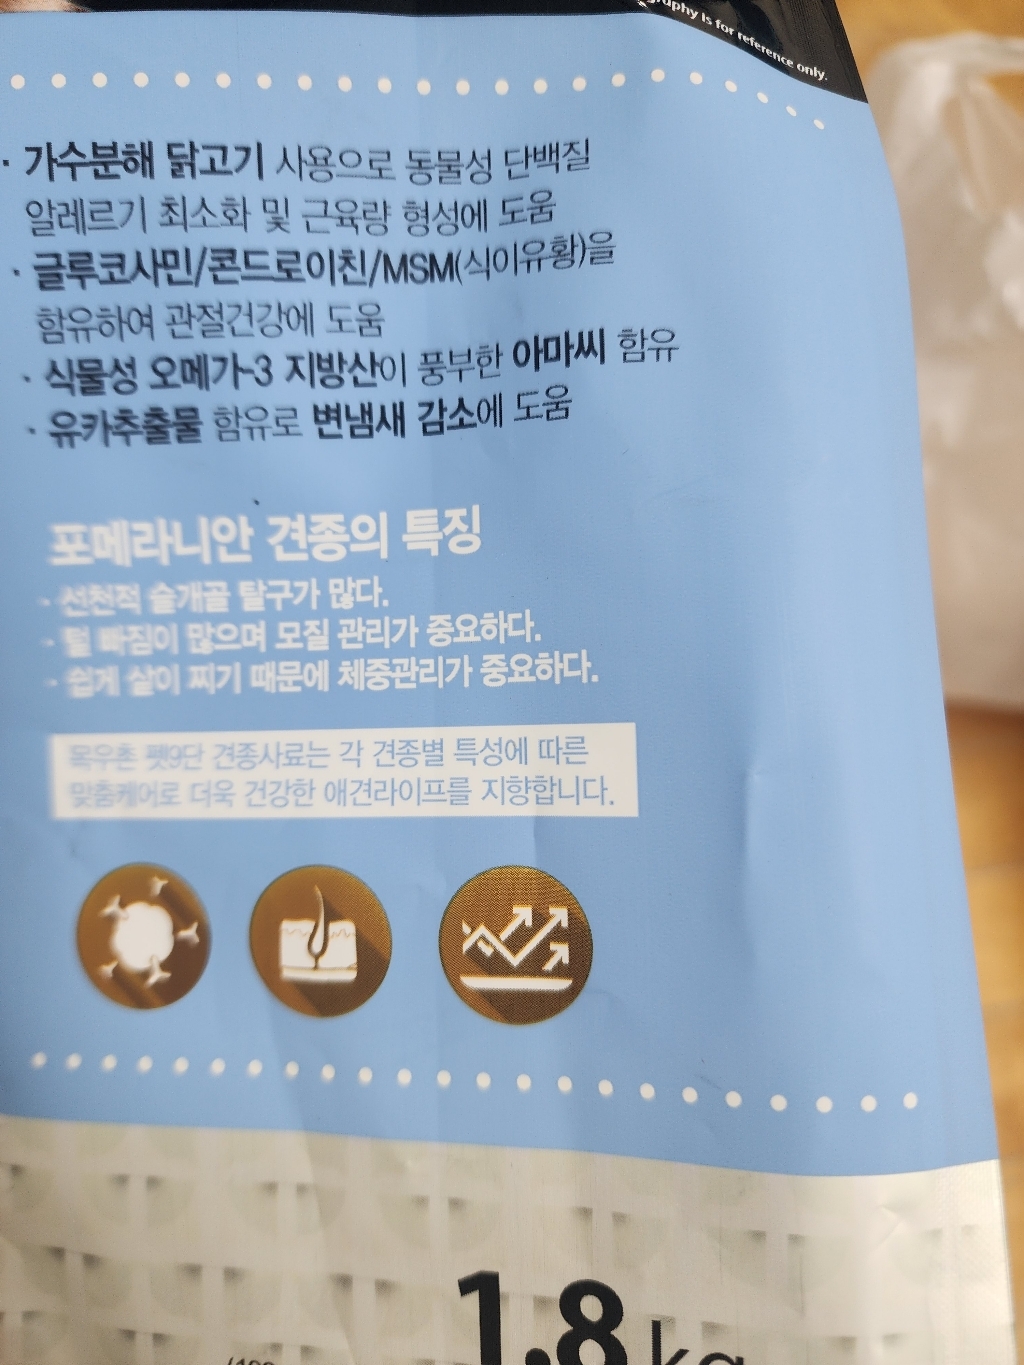 graphy is for reference only.
· 가수분해 닭고기 사용으로 동물성 단백질
알레르기 최소화 및 근육량 형성에 도움
· 글루코사민/콘드로이친/MSM(식이유황)을
함유하여 관절건강에 도움
· 식물성 오메가-3 지방산이 풍부한 아마씨 함유
· 유카추출물 함유로 변냄새 감소에 도움
포메라니안 견종의 특징
- 선천적 슬개골 탈구가 많다.
- 털 빠짐이 많으며 모질 관리가 중요하다.
- 쉽게 살이 찌기 때문에 체중관리가 중요하다.
목우촌 펫9단 견종사료는 각 견종별 특성에 따른
맞춤케어로 더욱 건강한 애견라이프를 지향합니다.
1.8 kg